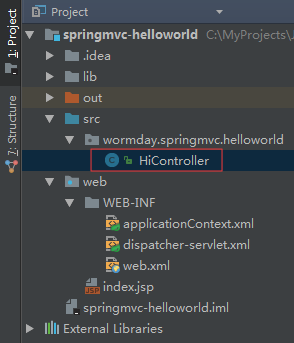 Project
springmvc-helloworld C:\MyProjects\J
.idea
lib
out
src
wormday.springmvc.helloworld
HiController
web
WEB-INF
applicationContext.xml
dispatcher-servlet.xml
web.xml
index.jsp
springmvc-helloworld.iml
External Libraries
1: Project
7: Structure